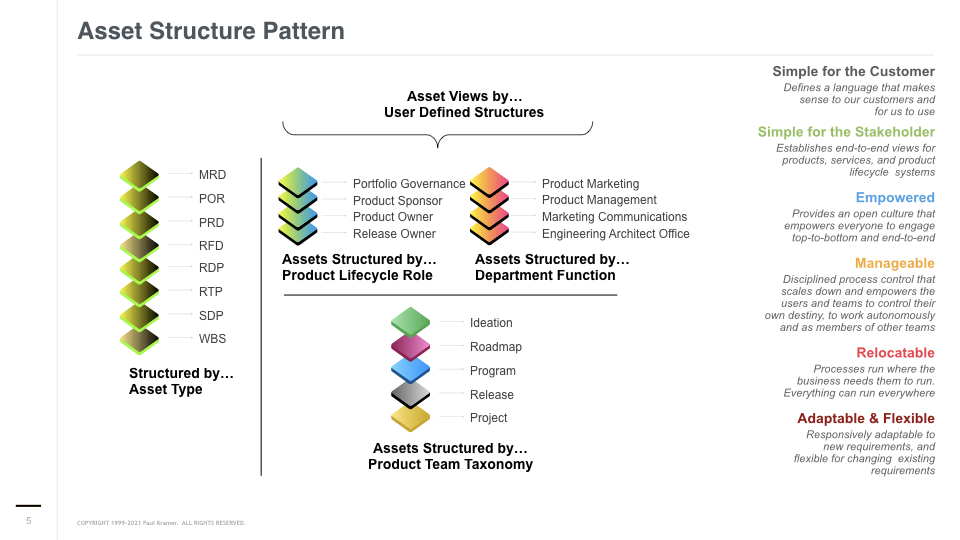 Asset Structure Pattern
Asset Views by…
User Defined Structures
MRD
POR
PRD
RFD
RDP
RTP
SDP
WBS
Structured by…
Asset Type
Portfolio Governance
Product Sponsor
Product Owner
Release Owner
Assets Structured by…
Product Lifecycle Role
Product Marketing
Product Management
Marketing Communications
Engineering Architect Office
Assets Structured by…
Department Function
Ideation
Roadmap
Program
Release
Project
Assets Structured by…
Product Team Taxonomy
Simple for the Customer
Defines a language that makes
sense to our customers and
for us to use
Simple for the Stakeholder
Establishes end-to-end views for
products, services, and product
lifecycle systems
Empowered
Provides an open culture that
empowers everyone to engage
top-to-bottom and end-to-end
Manageable
Disciplined process control that
scales down and empowers the
users and teams to control their
own destiny, to work autonomously
and as members of other teams
Relocatable
Processes run where the
business needs them to run.
Everything can run everywhere
Adaptable & Flexible
Responsively adaptable to
new requirements, and
flexible for changing existing
requirements
5
COPYRIGHT 1999-2021 Paul Kramer. ALL RIGHTS RESERVED.